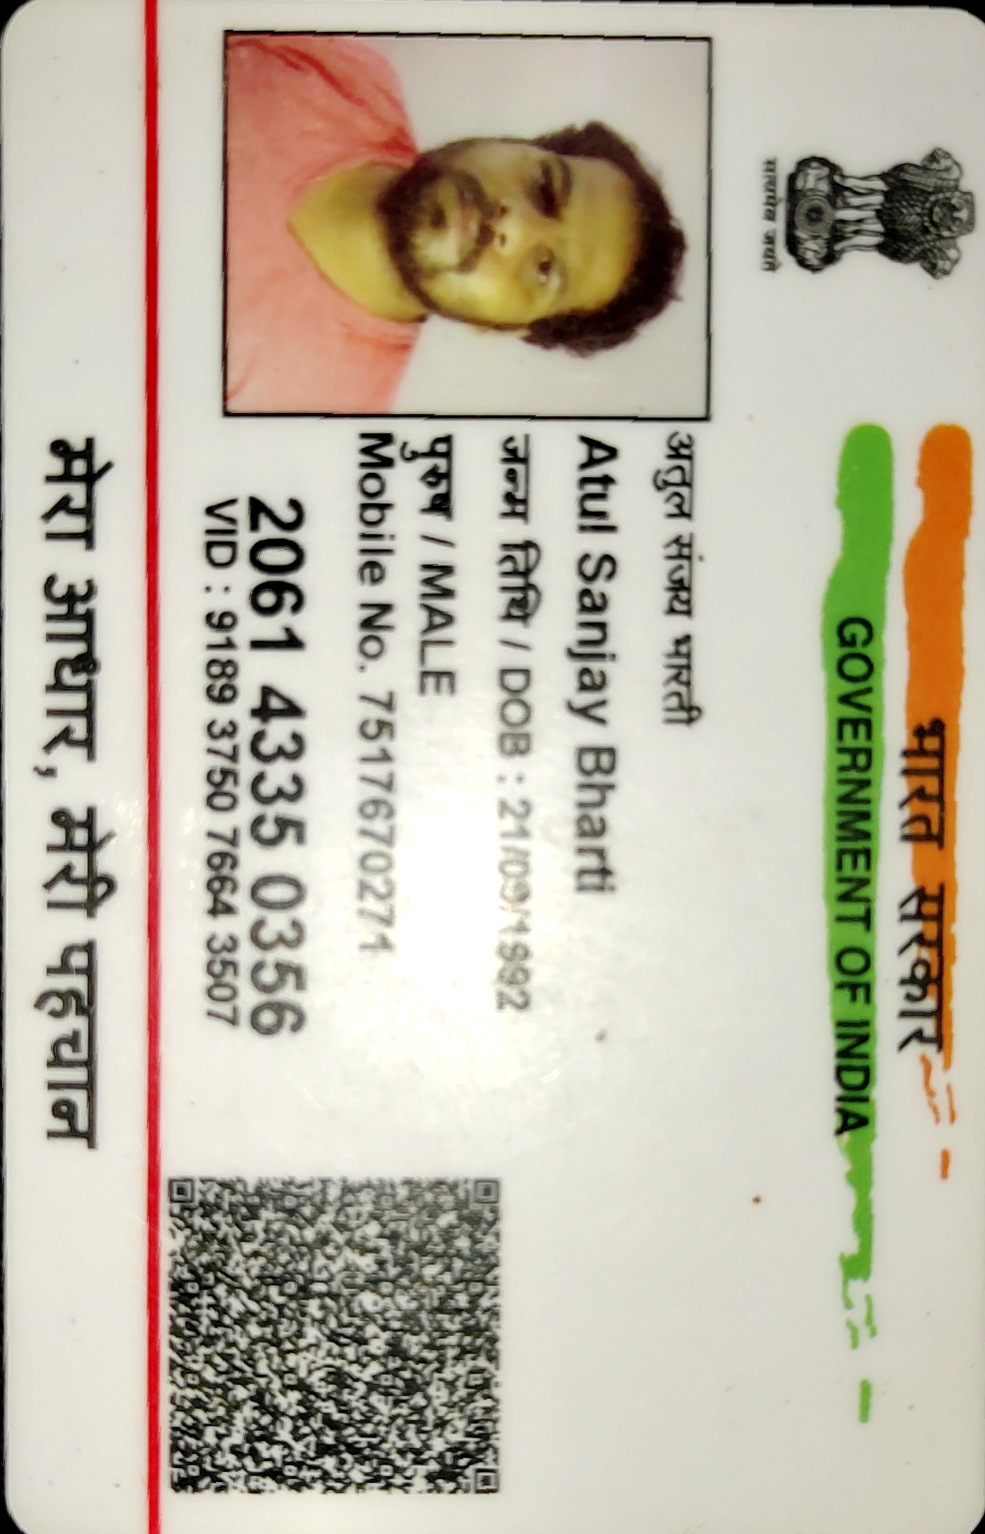 भारत सरकार
GOVERNMENT OF INDIA
सत्यमेव जयते
अतुल संजय भारती
Atul Sanjay Bharti
जन्म तिथि / DOB : 21/09/1992
पुरुष / MALE
Mobile No. 7517670271
2061 4335 0356
VID : 9189 3750 7664 3507
मेरा आधार, मेरी पहचान